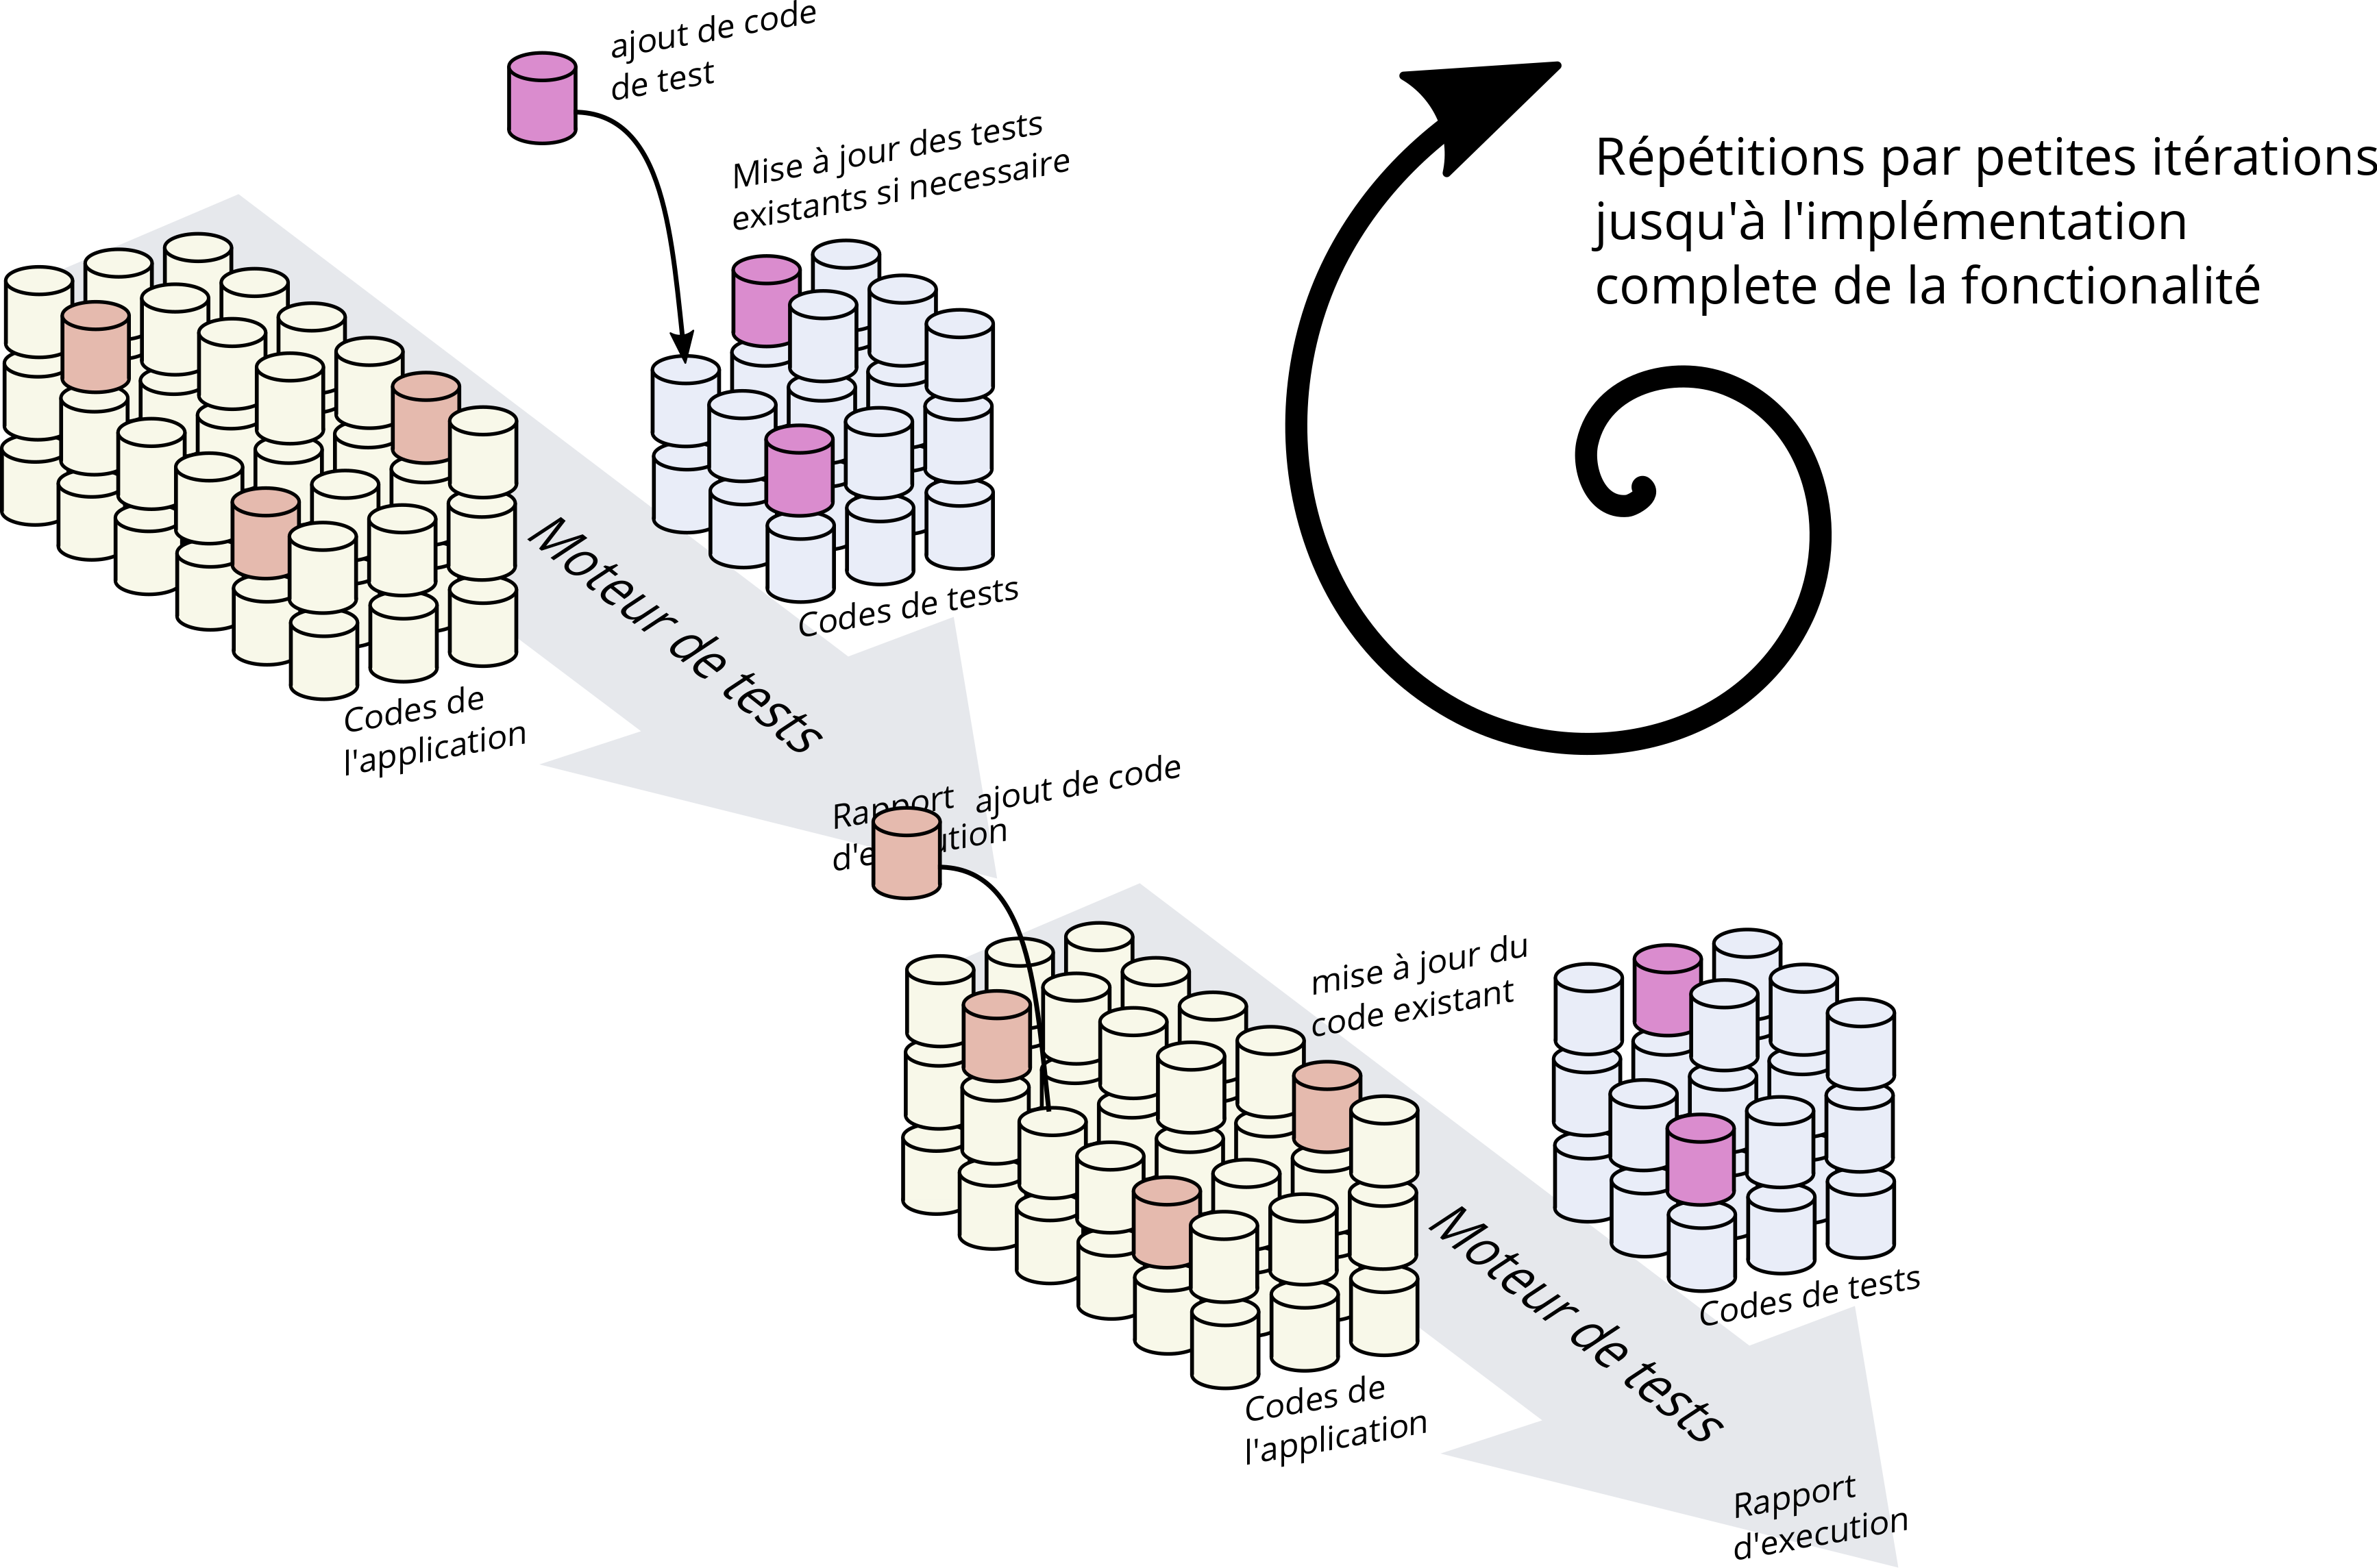 ajout de code
de test
Mise à jour des tests
existants si necessaire
Répétitions par petites itérations
jusqu'à l'implémentation
complete de la fonctionalité
Codes de tests
Moteur de tests
Codes de
l'application
Rapport
ajout de code
mise à jour du
code existant
Codes de tests
Moteur de tests
Codes de
l'application
Rapport
d'execution